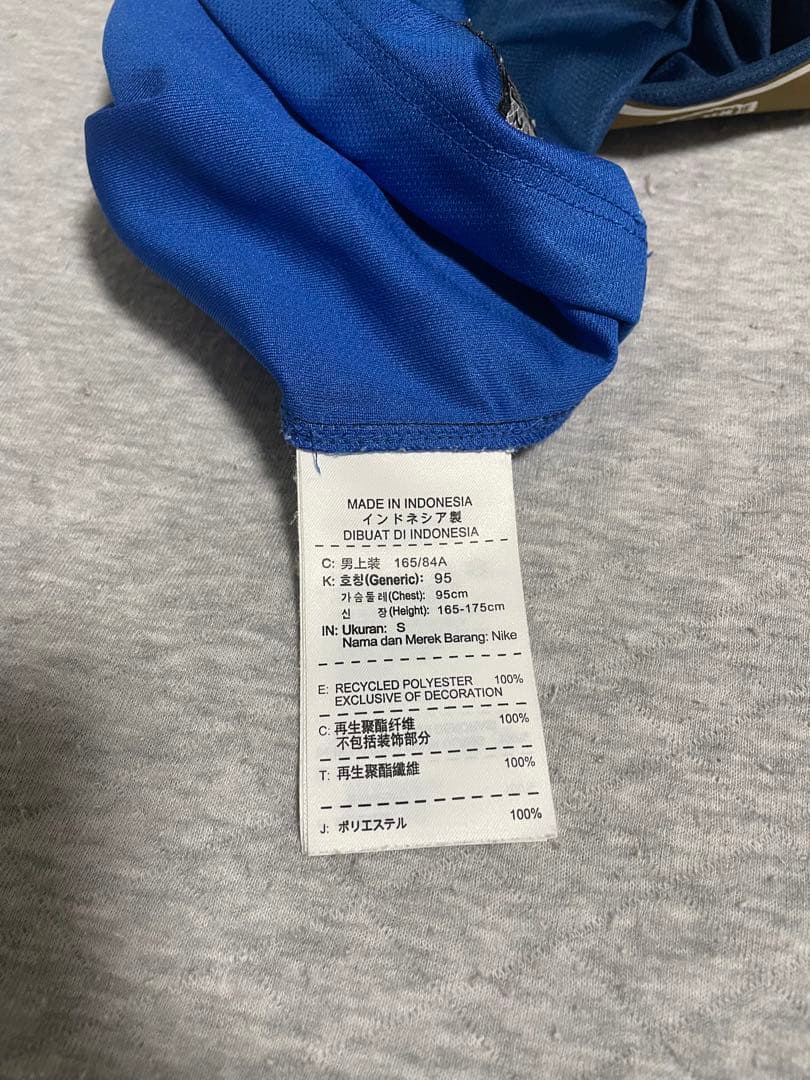 MADE IN INDONESIA
インドネシア製
DIBUAT DI INDONESIA
C: 男上装 165/84A
K: 호칭(Generic): 95
가슴둘레(Chest): 95cm
신 장(Height): 165-175cm
IN: Ukuran: S
Nama dan Merek Barang: Nike
E: RECYCLED POLYESTER 100%
EXCLUSIVE OF DECORATION
C: 再生聚酯纤维 100%
不包括装饰部分
T: 再生聚酯纖維 100%
J: ポリエステル 100%